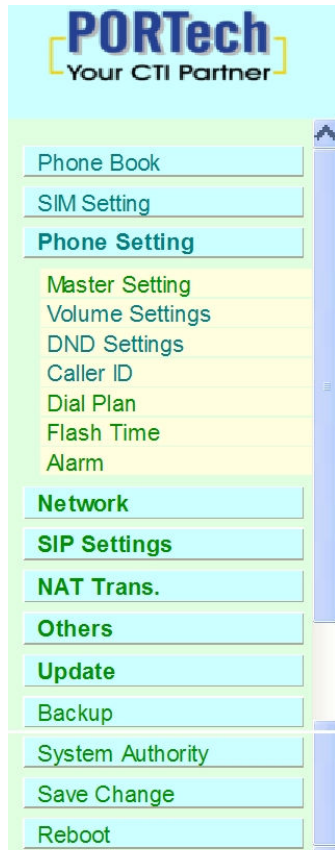 PORTech
Your CTI Partner
Phone Book
SIM Setting
Phone Setting
Master Setting
Volume Settings
DND Settings
Caller ID
Dial Plan
Flash Time
Alarm
Network
SIP Settings
NAT Trans.
Others
Update
Backup
System Authority
Save Change
Reboot